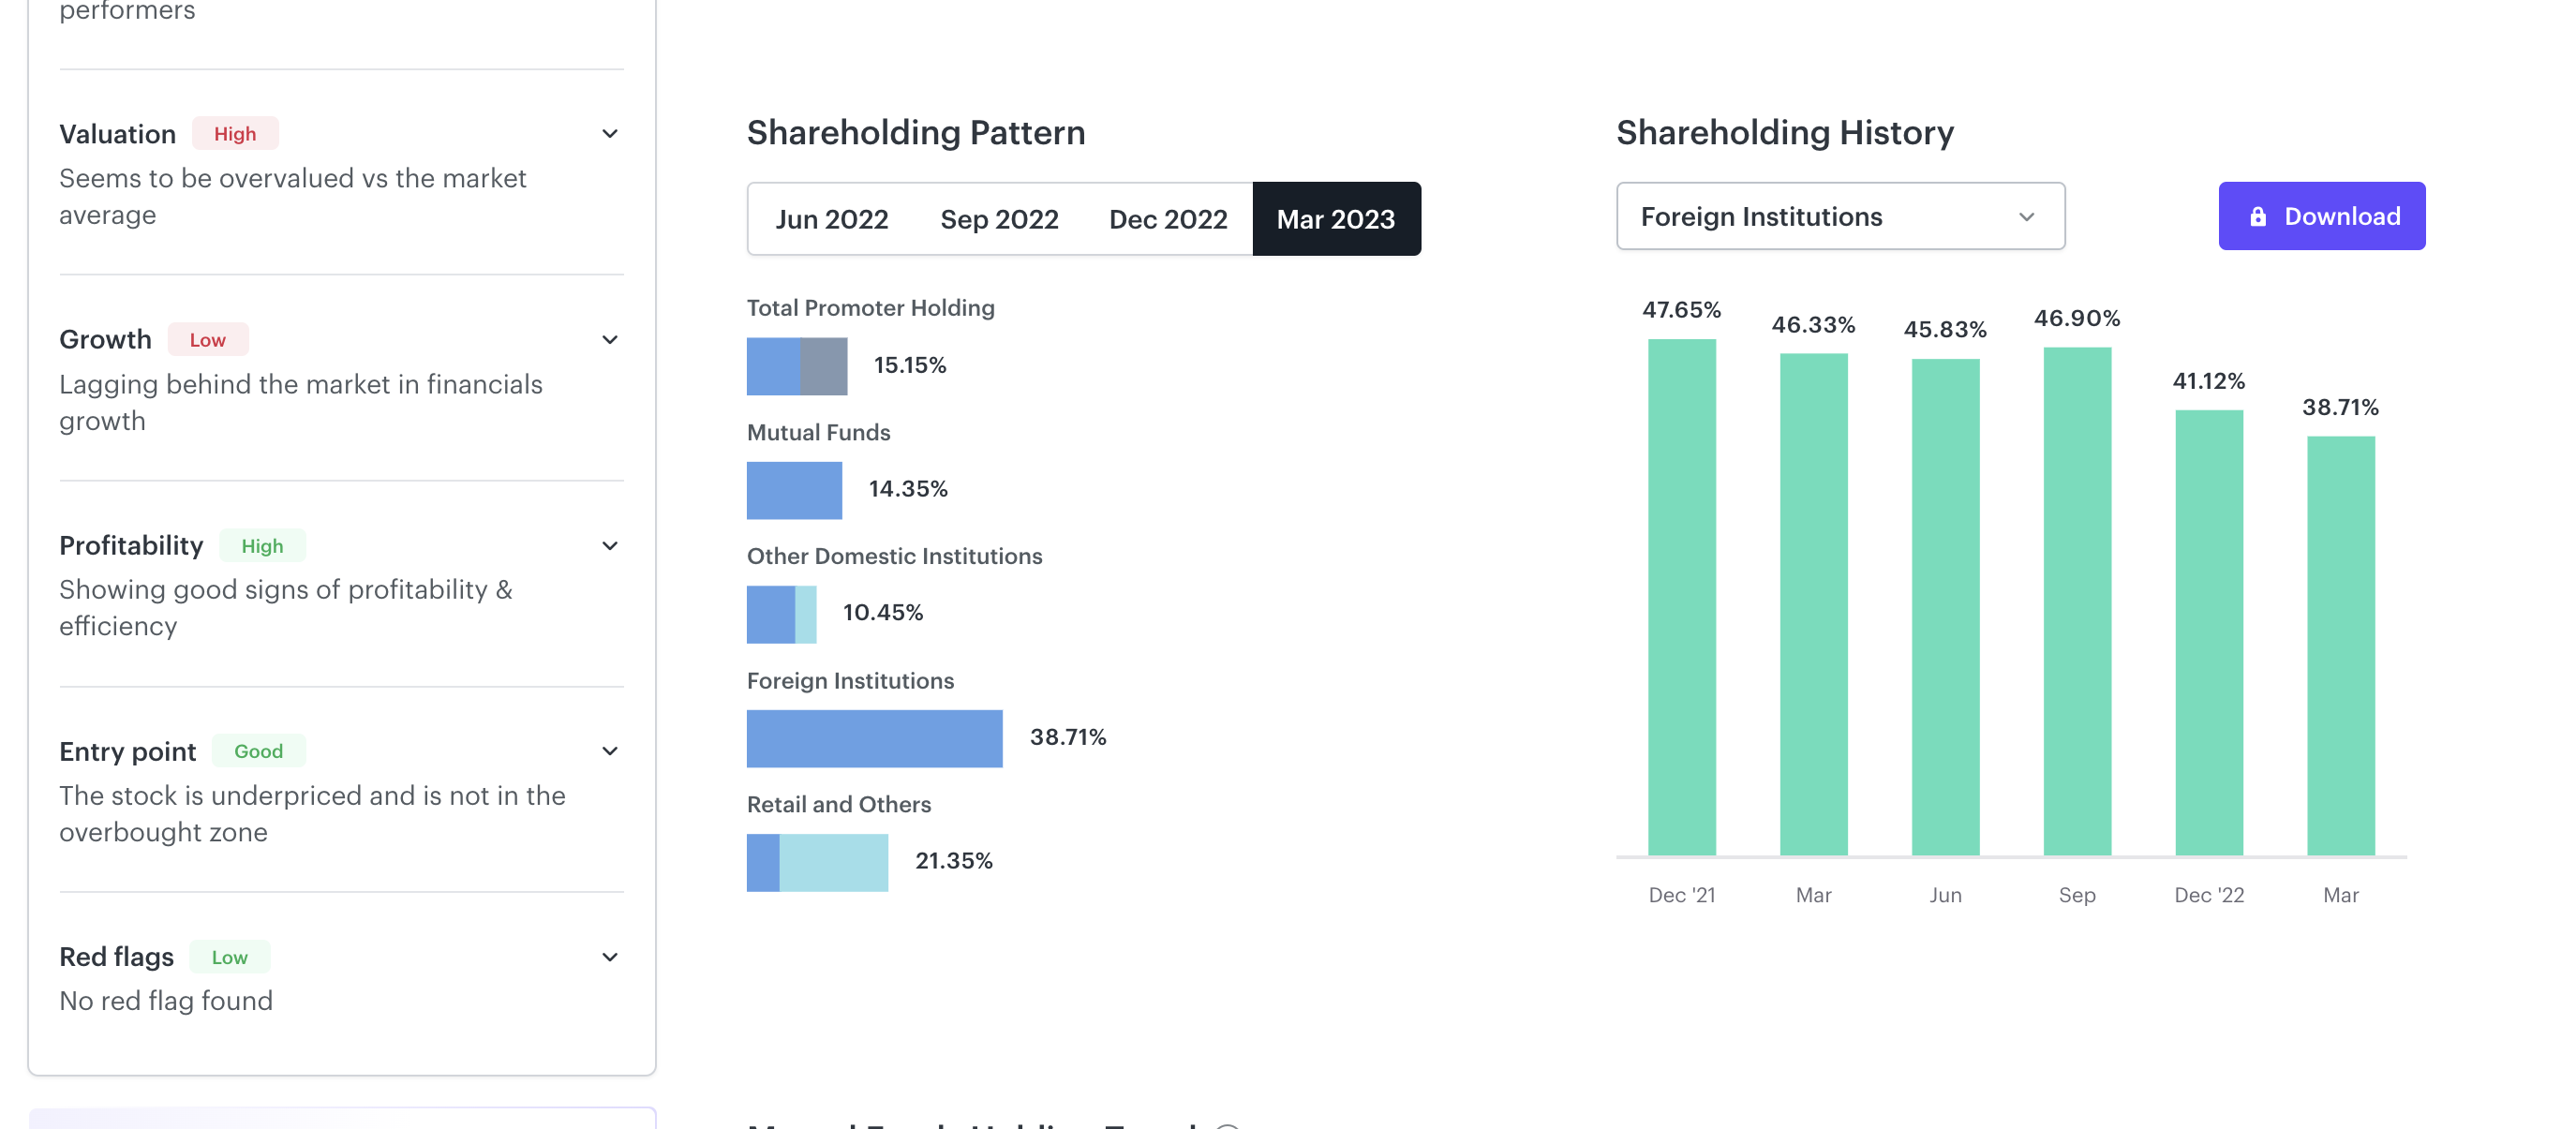 performers
Valuation High
Seems to be overvalued vs the market
average
Growth Low
Lagging behind the market in financials
growth
Profitability High
Showing good signs of profitability &
efficiency
Entry point Good
The stock is underpriced and is not in the
overbought zone
Red flags Low
No red flag found
Shareholding Pattern
Jun 2022 Sep 2022 Dec 2022 Mar 2023
Total Promoter Holding
15.15%
Mutual Funds
14.35%
Other Domestic Institutions
10.45%
Foreign Institutions
38.71%
Retail and Others
21.35%
Shareholding History
Foreign Institutions
Download
47.65% 46.33% 45.83% 46.90% 41.12% 38.71%
Dec '21 Mar Jun Sep Dec '22 Mar